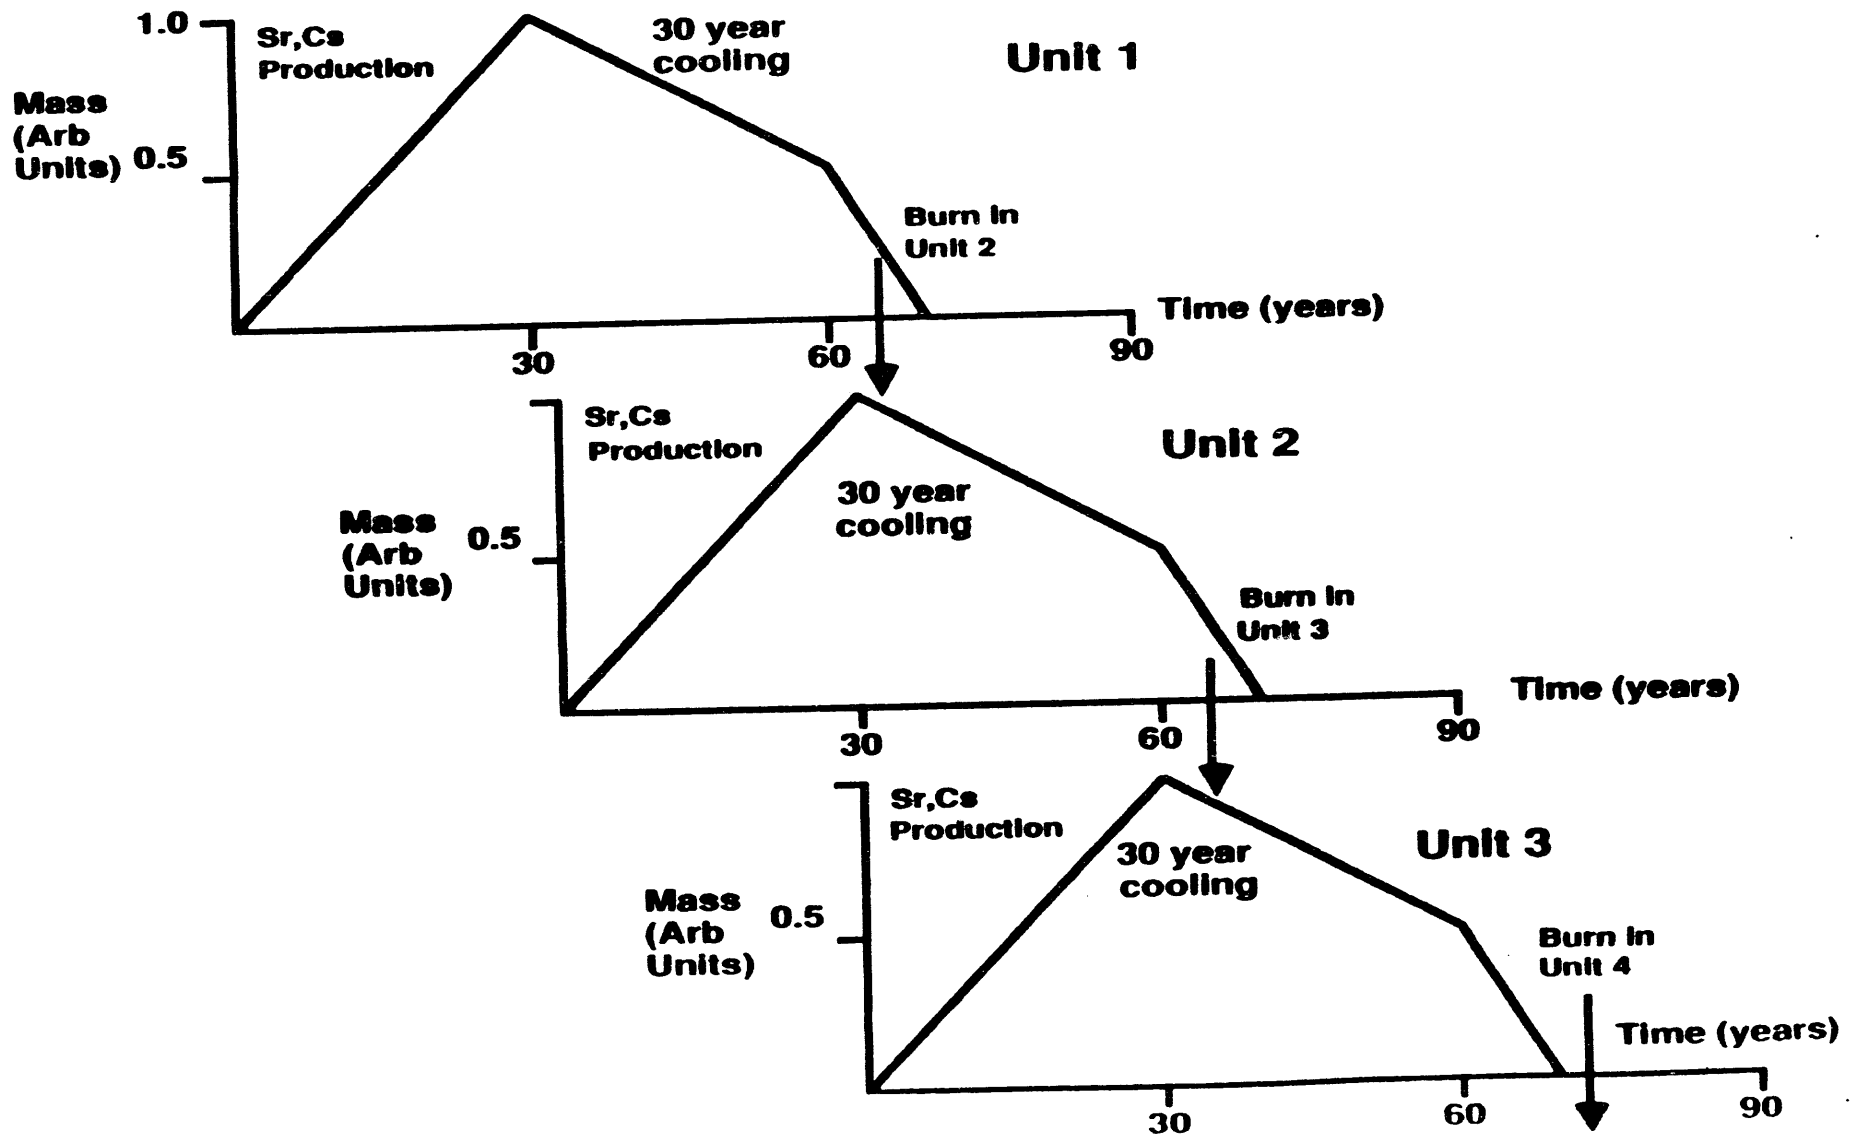 1.0
Sr,Cs
Production
30 year
cooling
Unit 1
Mass
(Arb
Units)
0.5
Burn in
Unit 2
Time (years)
30
60
90
Sr,Cs
Production
Unit 2
30 year
cooling
Mass
(Arb
Units)
0.5
Burn in
Unit 3
Time (years)
30
60
90
Sr,Cs
Production
30 year
cooling
Unit 3
Mass
(Arb
Units)
0.5
Burn in
Unit 4
Time (years)
30
60
90